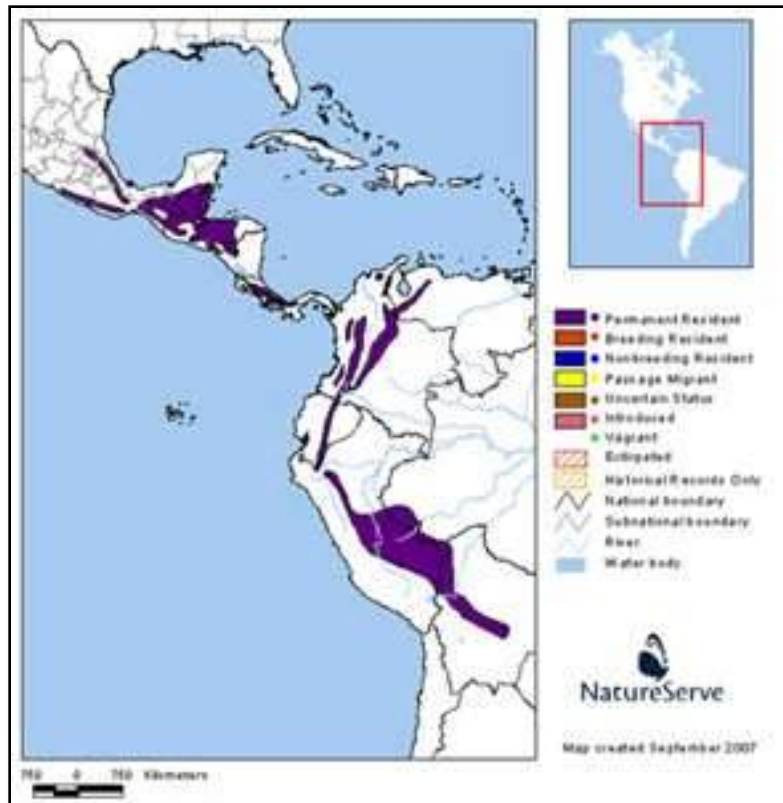 Permanent Resident
Breeding Resident
Nonbreeding Resident
Passage Migrant
Uncertain Status
Introduced
Vagrant
Extirpated
Historical Records Only
National boundary
Subnational boundary
River
Water body
NatureServe
Map created September 2007
750 0 750 Kilometers